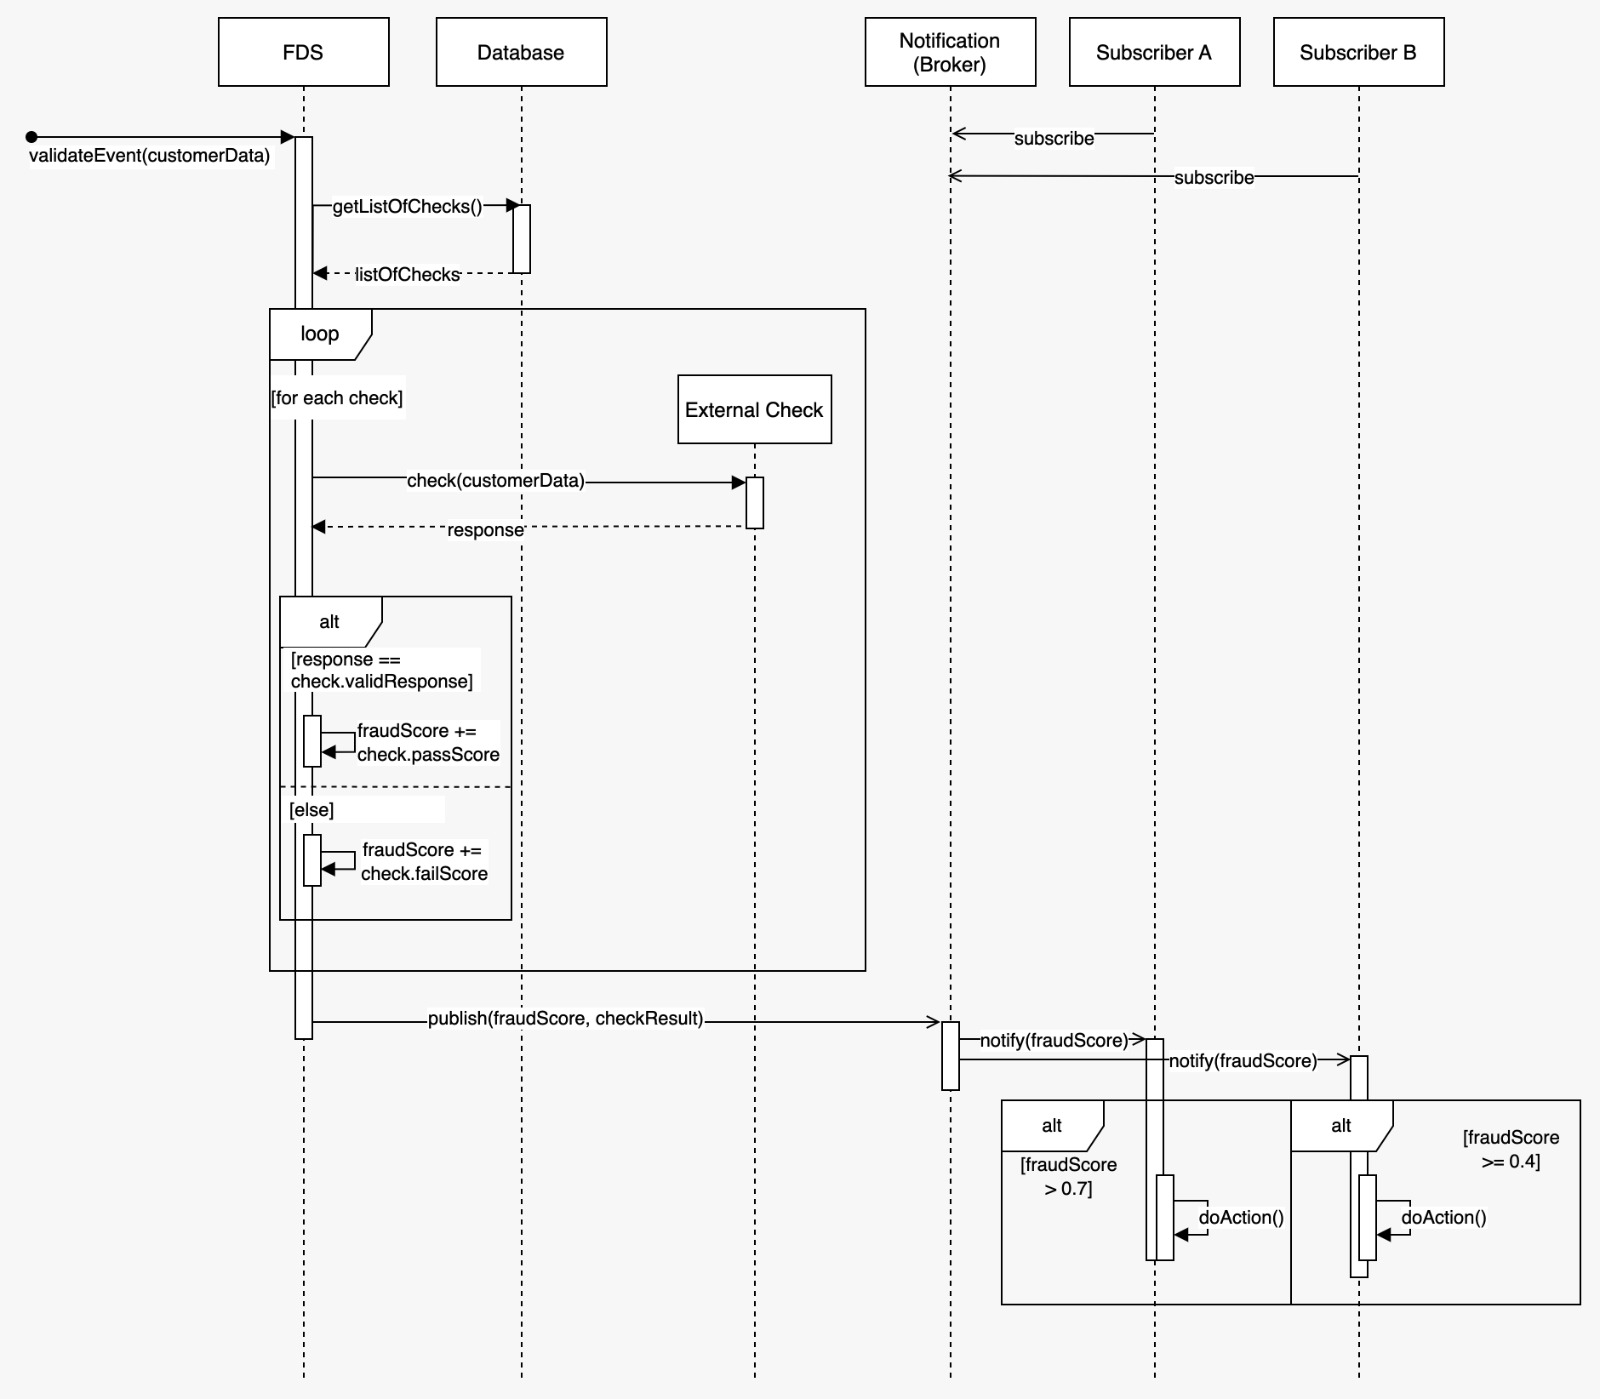 FDS
Database
Notification
(Broker)
Subscriber A
Subscriber B
subscribe
validateEvent(customerData)
subscribe
getListOfChecks()
listOfChecks
loop
[for each check]
External Check
check(customerData)
response
alt
[response ==
check.validResponse]
fraudScore +=
check.passScore
[else]
fraudScore +=
check.failScore
publish(fraudScore, checkResult)
notify(fraudScore)
notify(fraudScore)
alt
[fraudScore
> 0.7]
doAction()
alt
[fraudScore
>= 0.4]
doAction()